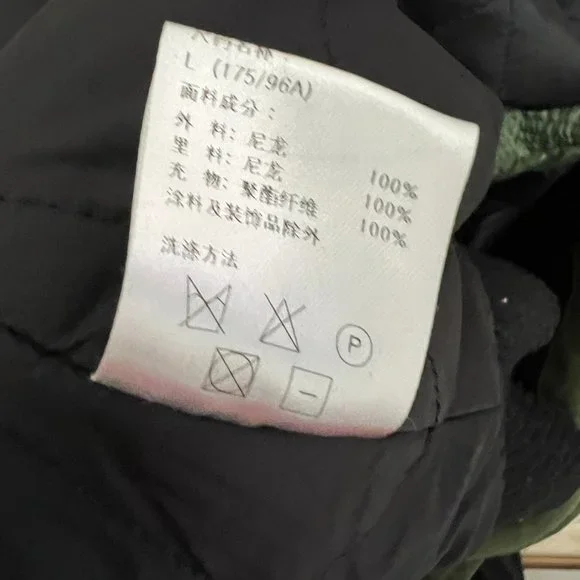 L (175/96A)
面料成分：
外 料：尼龙 100%
里 料：尼龙 100%
充 物：聚酯纤维 100%
涂料及装饰品除外
洗涤方法
P